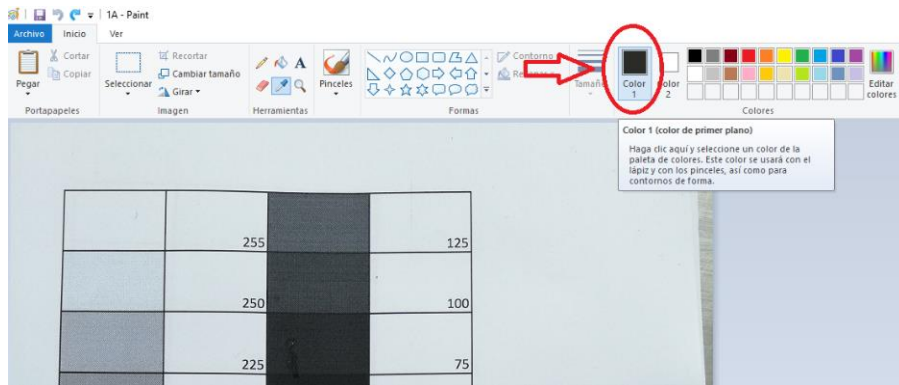 1A - Paint
Archivo Inicio Ver
Pegar
Cortar
Copiar
Portapapeles
Seleccionar
Recortar
Cambiar tamaño
Girar
Imagen
A
Herramientas
Pinceles
Contorno
Formas
Tamaño
Color
1
Color
2
Colores
Editar
colores
Color 1 (color de primer plano)
Haga clic aquí y seleccione un color de la
paleta de colores. Este color se usará con el
lápiz y con los pinceles, así como para
contornos de forma.
255 125
250 100
225 75